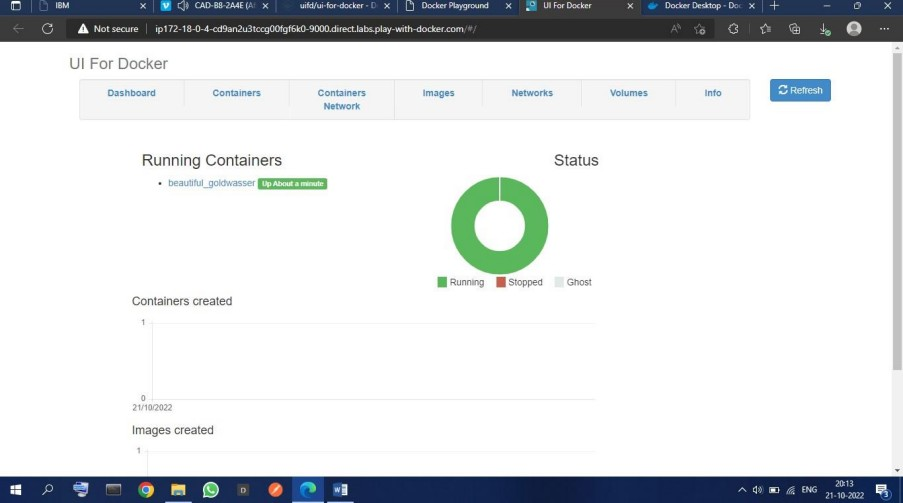 IBM
CAD-B8-2A4E (A
uifd/ui-for-docker - D
Docker Playground
UI For Docker
Docker Desktop - Doc
Not secure
ip172-18-0-4-cd9an2u3tccg00fgf6k0-9000.direct.labs.play-with-docker.com/#/
UI For Docker
Dashboard
Containers
Containers
Network
Images
Networks
Volumes
Info
Refresh
Running Containers
beautiful_goldwasser Up About a minute
Status
Running
Stopped
Ghost
Containers created
1
0
21/10/2022
Images created
1
ENG
20:13
21-10-2022
3